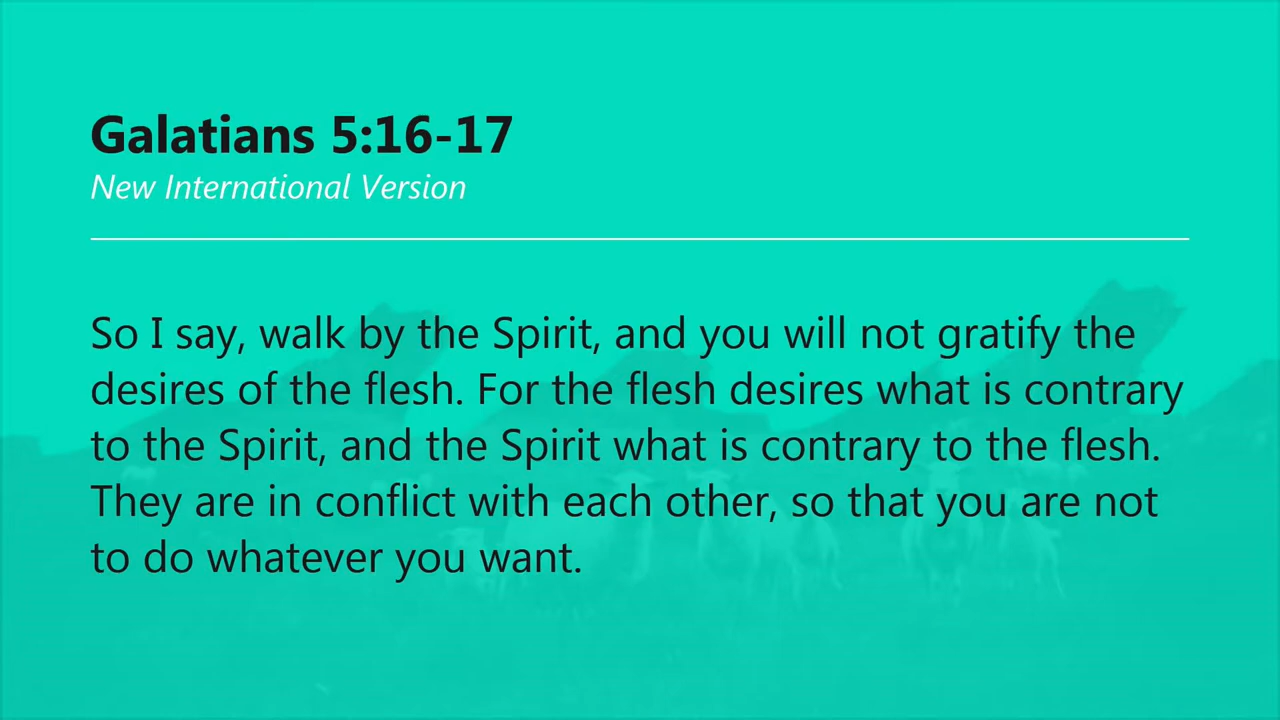 Galatians 5:16-17
New International Version
So I say, walk by the Spirit, and you will not gratify the
desires of the flesh. For the flesh desires what is contrary
to the Spirit, and the Spirit what is contrary to the flesh.
They are in conflict with each other, so that you are not
to do whatever you want.